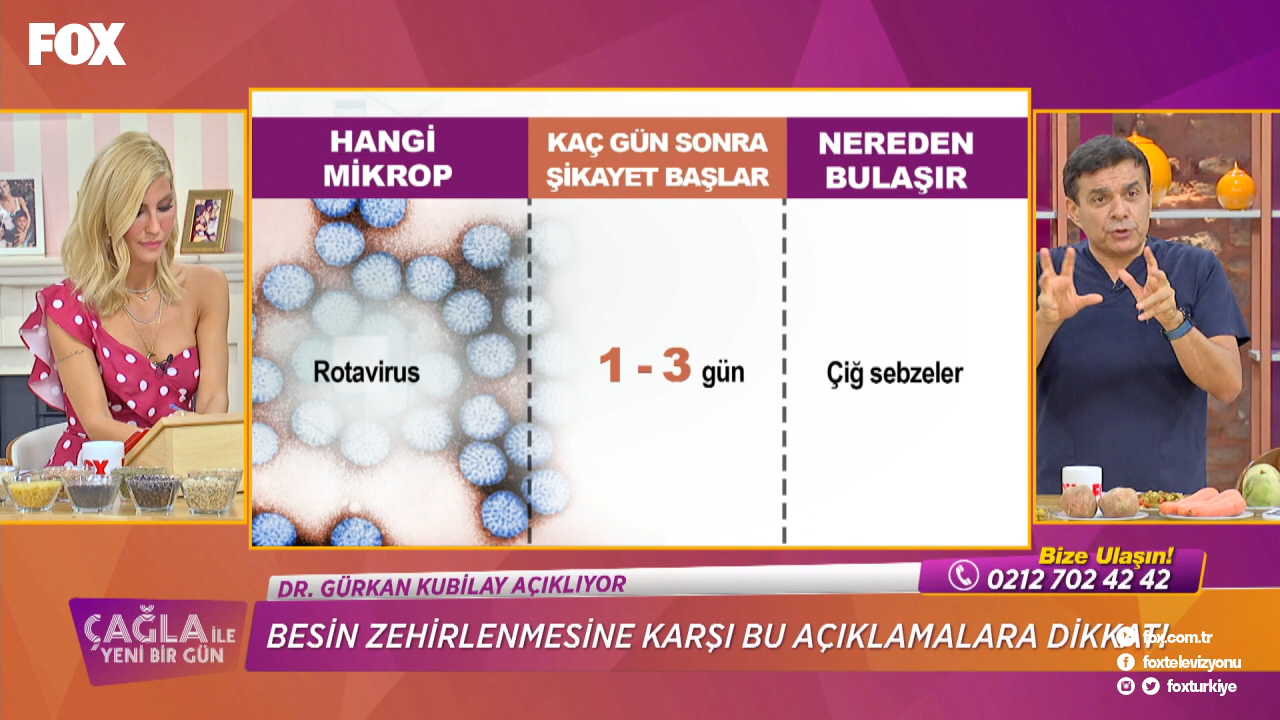 FOX
HANGİ
MİKROP
KAÇ GÜN SONRA
ŞİKAYET BAŞLAR
NEREDEN
BULAŞIR
Rotavirus
1 - 3 gün
Çiğ sebzeler
Bize Ulaşın!
0212 702 42 42
DR. GÜRKAN KUBİLAY AÇIKLIYOR
ÇAĞLA İLE
YENİ BİR GÜN
BESİN ZEHİRLENMESİNE KARŞI BU AÇIKLAMALARA DİKKAT!
fox.com.tr
foxtelevizyonu
foxturkiye